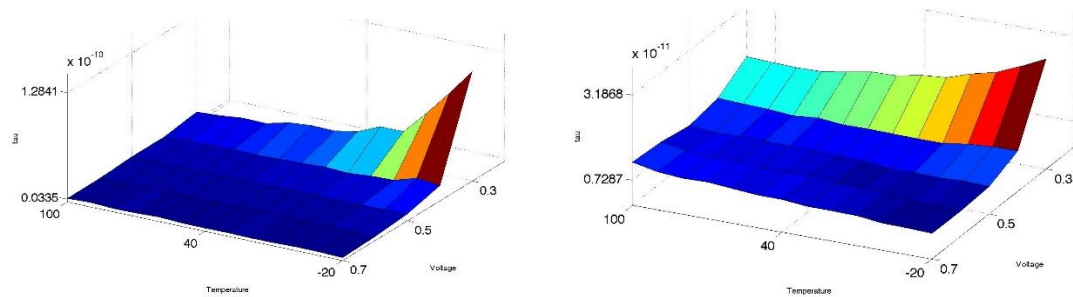 x 10^-10
1.2841
tau
0.0335
100
40
-20
0.7
0.5
0.3
Temperature
Voltage
x 10^-11
3.1868
tau
0.7287
100
40
-20
0.7
0.5
0.3
Temperature
Voltage